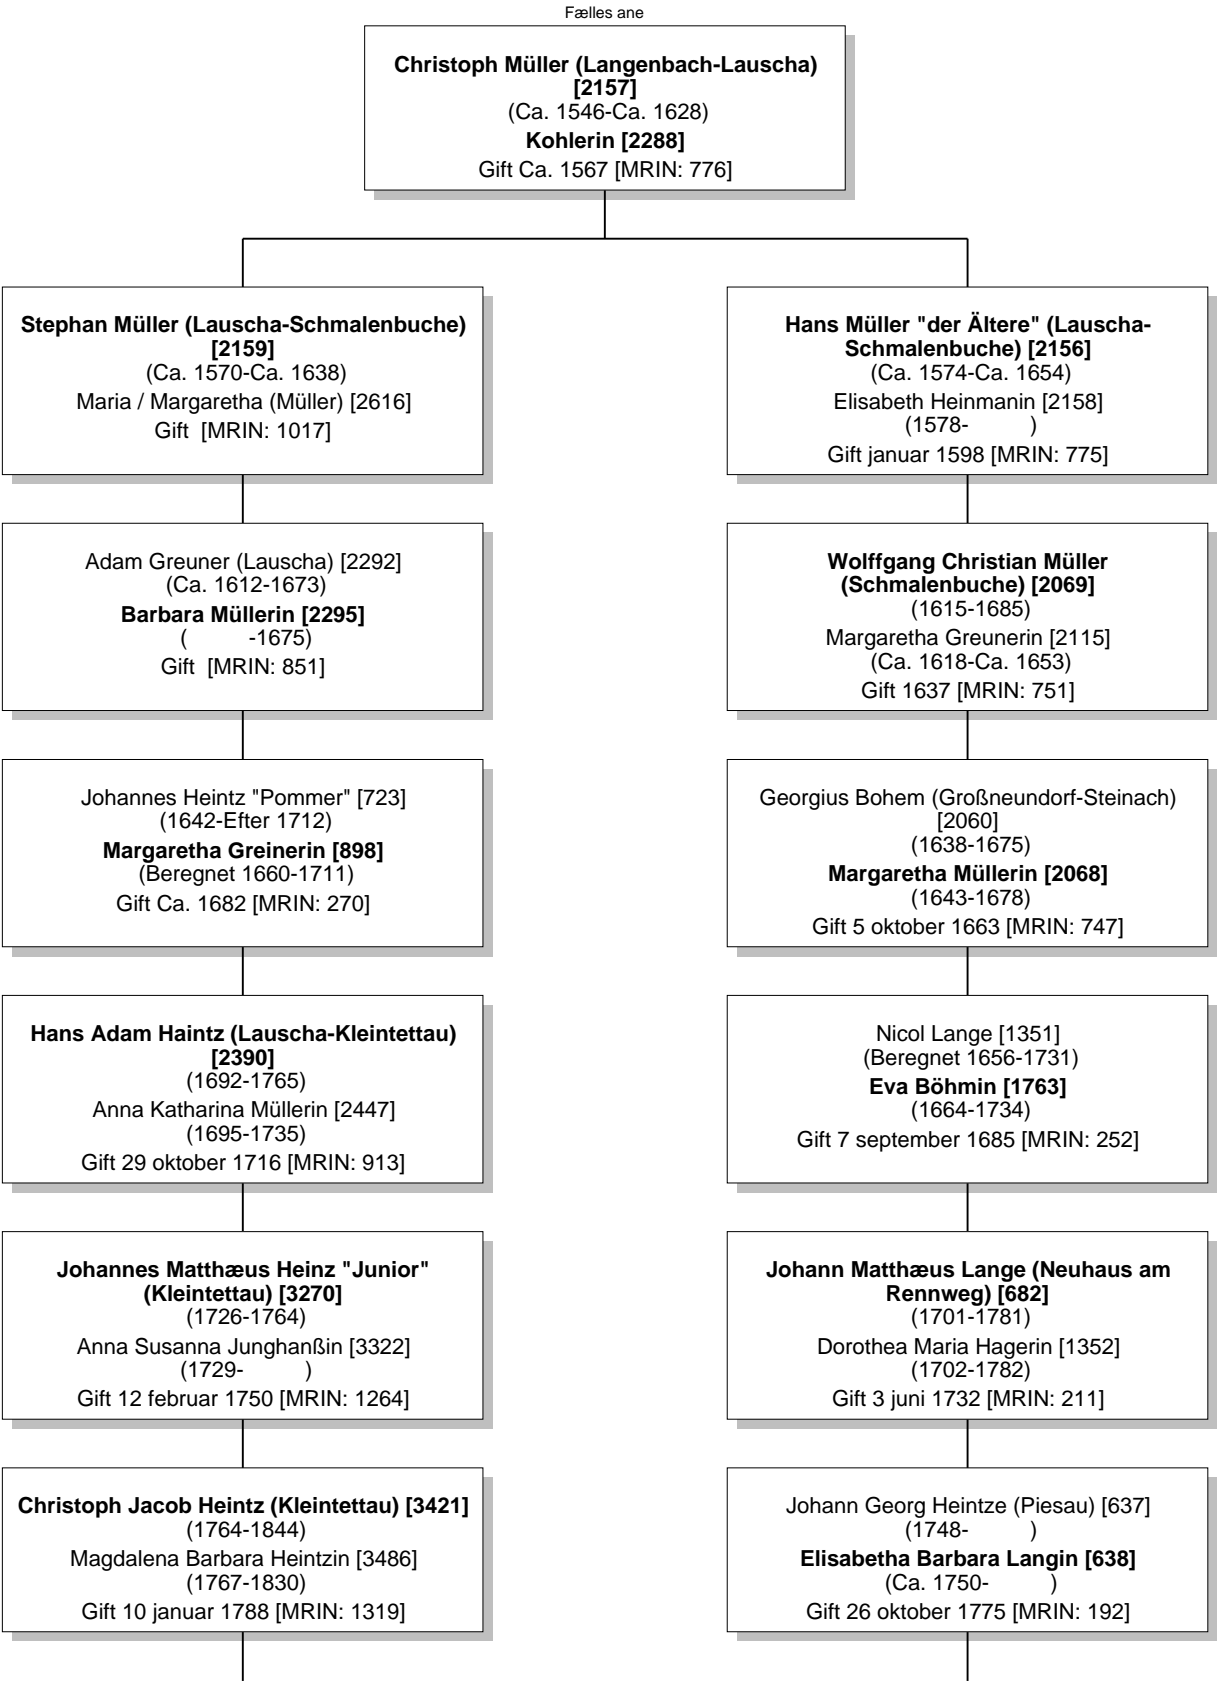 Fælles ane
Christoph Müller (Langenbach-Lauscha)
[2157]
(Ca. 1546-Ca. 1628)
Kohlerin [2288]
Gift Ca. 1567 [MRIN: 776]
Stephan Müller (Lauscha-Schmalenbuche)
[2159]
(Ca. 1570-Ca. 1638)
Maria / Margaretha (Müller) [2616]
Gift [MRIN: 1017]
Hans Müller "der Ältere" (Lauscha-
Schmalenbuche) [2156]
(Ca. 1574-Ca. 1654)
Elisabeth Heinmanin [2158]
(1578- )
Gift januar 1598 [MRIN: 775]
Adam Greuner (Lauscha) [2292]
(Ca. 1612-1673)
Barbara Müllerin [2295]
( -1675)
Gift [MRIN: 851]
Wolffgang Christian Müller
(Schmalenbuche) [2069]
(1615-1685)
Margaretha Greunerin [2115]
(Ca. 1618-Ca. 1653)
Gift 1637 [MRIN: 751]
Johannes Heintz "Pommer" [723]
(1642-Efter 1712)
Margaretha Greinerin [898]
(Beregnet 1660-1711)
Gift Ca. 1682 [MRIN: 270]
Georgius Bohem (Großneundorf-Steinach)
[2060]
(1638-1675)
Margaretha Müllerin [2068]
(1643-1678)
Gift 5 oktober 1663 [MRIN: 747]
Hans Adam Haintz (Lauscha-Kleintettau)
[2390]
(1692-1765)
Anna Katharina Müllerin [2447]
(1695-1735)
Gift 29 oktober 1716 [MRIN: 913]
Nicol Lange [1351]
(Beregnet 1656-1731)
Eva Böhmin [1763]
(1664-1734)
Gift 7 september 1685 [MRIN: 252]
Johannes Matthæus Heinz "Junior"
(Kleintettau) [3270]
(1726-1764)
Anna Susanna Junghanßin [3322]
(1729- )
Gift 12 februar 1750 [MRIN: 1264]
Johann Matthæus Lange (Neuhaus am
Rennweg) [682]
(1701-1781)
Dorothea Maria Hagerin [1352]
(1702-1782)
Gift 3 juni 1732 [MRIN: 211]
Christoph Jacob Heintz (Kleintettau) [3421]
(1764-1844)
Magdalena Barbara Heintzin [3486]
(1767-1830)
Gift 10 januar 1788 [MRIN: 1319]
Johann Georg Heintze (Piesau) [637]
(1748- )
Elisabetha Barbara Langin [638]
(Ca. 1750- )
Gift 26 oktober 1775 [MRIN: 192]